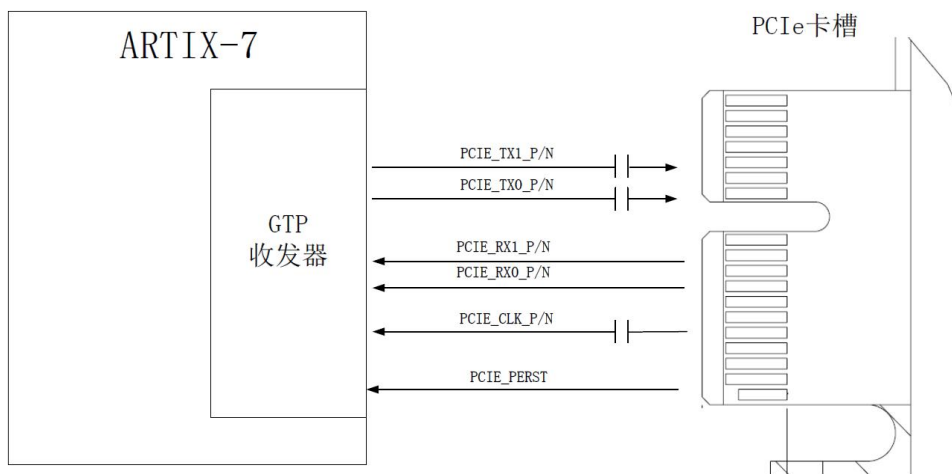 PCIe卡槽
ARTIX-7
PCIE_TX1_P/N
PCIE_TX0_P/N
GTP
收发器
PCIE_RX1_P/N
PCIE_RX0_P/N
PCIE_CLK_P/N
PCIE_PERST